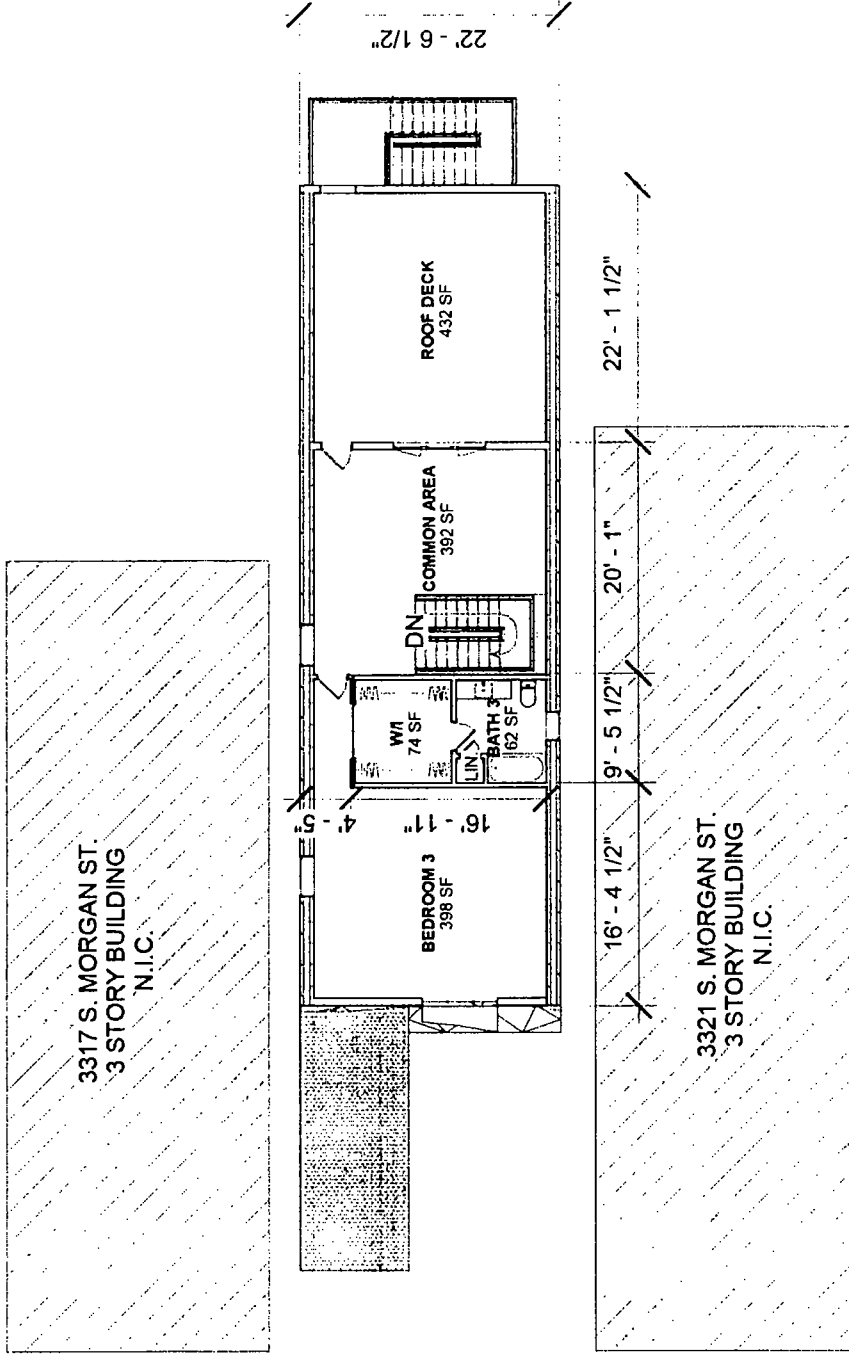 22' - 6 1/2"
3317 S. MORGAN ST.
3 STORY BUILDING
N.I.C.
ROOF DECK
432 SF
COMMON AREA
392 SF
DN
W/I
74 SF
BATH 3
62 SF
LIN
BEDROOM 3
398 SF
4' - 5"
16' - 11"
22' - 1 1/2"
20' - 1"
9' - 5 1/2"
16' - 4 1/2"
3321 S. MORGAN ST.
3 STORY BUILDING
N.I.C.